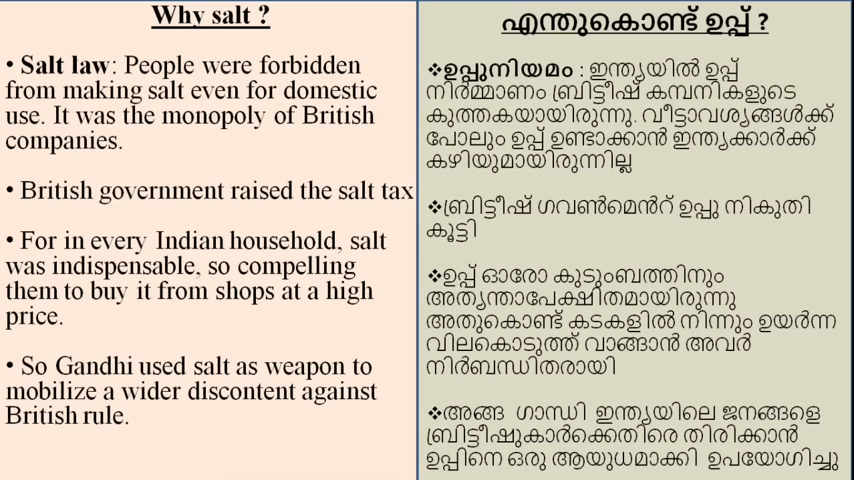 Why salt ?
• Salt law: People were forbidden
from making salt even for domestic
use. It was the monopoly of British
companies.
• British government raised the salt tax
• For in every Indian household, salt
was indispensable, so compelling
them to buy it from shops at a high
price.
• So Gandhi used salt as weapon to
mobilize a wider discontent against
British rule.
എന്തുകൊണ്ട് ഉപ്പ് ?
❖ഉപ്പുനിയമം : ഇന്ത്യയിൽ ഉപ്പ്
നിർമ്മാണം ബ്രിട്ടീഷ് കമ്പനികളുടെ
കുത്തകയായിരുന്നു. വീട്ടാവശ്യങ്ങൾക്ക്
പോലും ഉപ്പ് ഉണ്ടാക്കാൻ ഇന്ത്യക്കാർക്ക്
കഴിയുമായിരുന്നില്ല
❖ബ്രിട്ടീഷ് ഗവൺമെൻറ് ഉപ്പു നികുതി
കൂട്ടി
❖ഉപ്പ് ഓരോ കുടുംബത്തിനും
അത്യന്താപേക്ഷിതമായിരുന്നു
അതുകൊണ്ട് കടകളിൽ നിന്നും ഉയർന്ന
വിലകൊടുത്ത് വാങ്ങാൻ അവർ
നിർബന്ധിതരായി
❖അങ്ങ ഗാന്ധി ഇന്ത്യയിലെ ജനങ്ങളെ
ബ്രിട്ടീഷുകാർക്കെതിരെ തിരിക്കാൻ
ഉപ്പിനെ ഒരു ആയുധമാക്കി ഉപയോഗിച്ചു